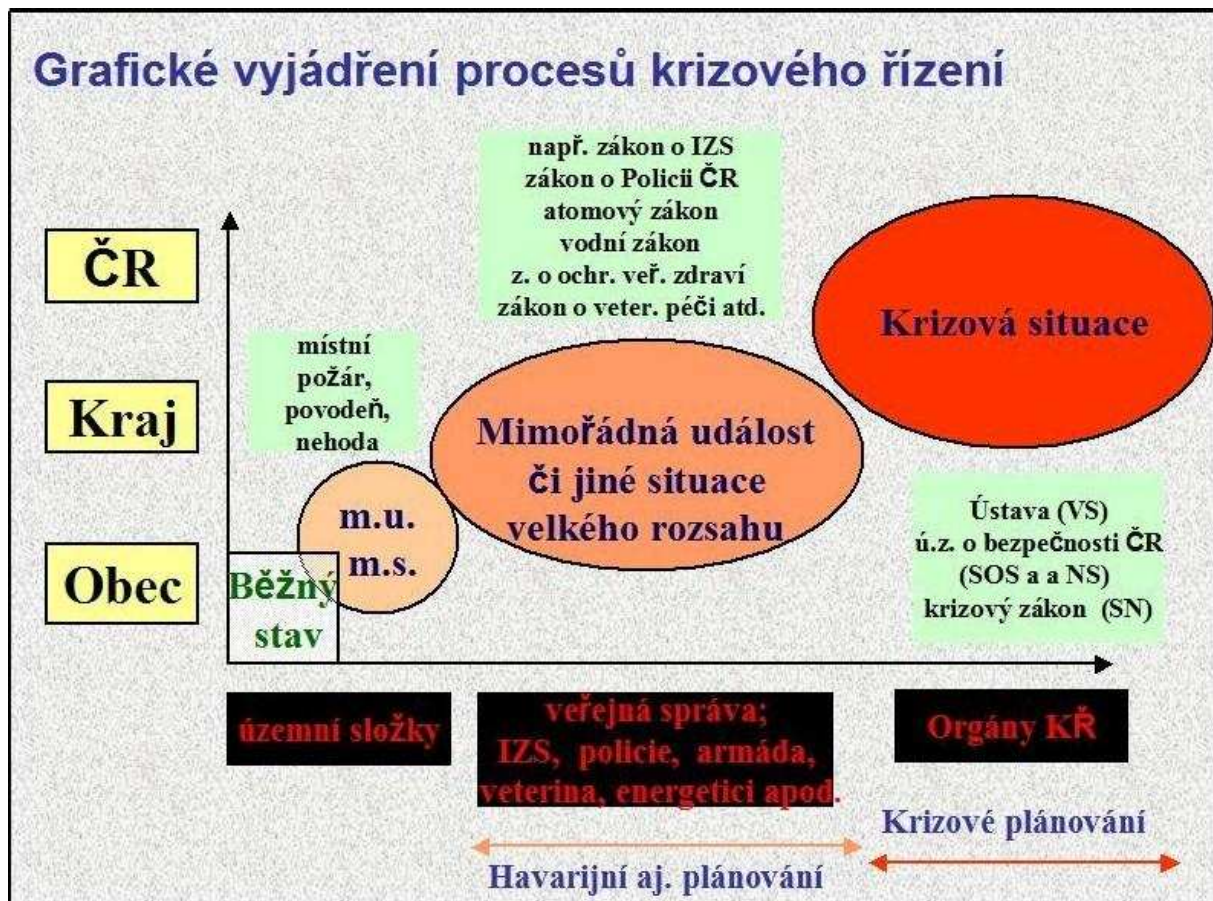 Grafické vyjádření procesů krizového řízení
např. zákon o IZS
zákon o Policii ČR
atomový zákon
vodní zákon
z. o ochr. veř. zdraví
zákon o veter. péči atd.
ČR
Kraj
Obec
místní
požár,
povodeň,
nehoda
Krizová situace
Mimořádná událost
či jiné situace
velkého rozsahu
m.u.
m.s.
Běžný
stav
Ústava (VS)
ú.z. o bezpečnosti ČR
(SOS a a NS)
krizový zákon (SN)
územní složky
veřejná správa;
IZS, policie, armáda,
veterina, energetici apod.
Orgány KŘ
Havarijní aj. plánování
Krizové plánování